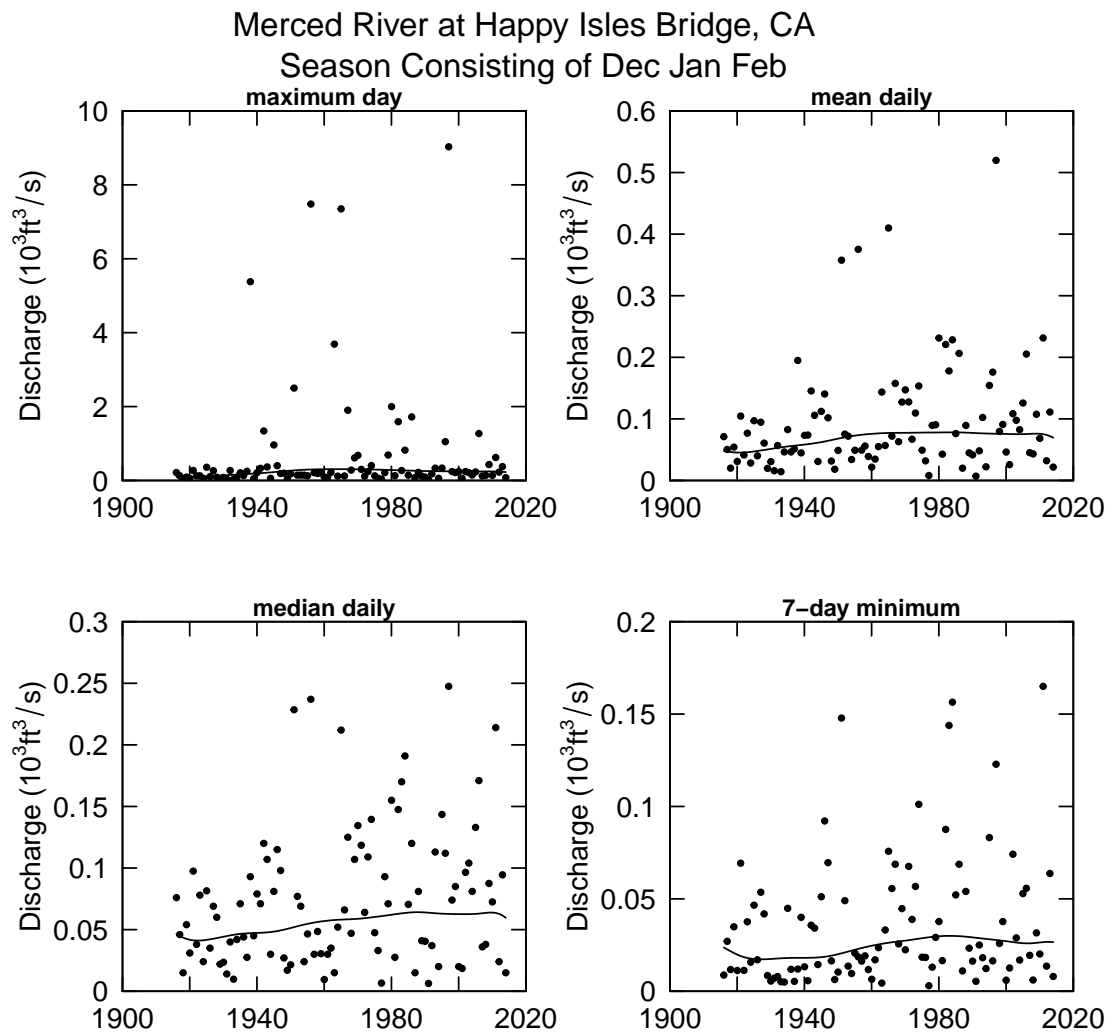 Merced River at Happy Isles Bridge, CA
Season Consisting of Dec Jan Feb
maximum day
Discharge (10³ft³/s)
10
8
6
4
2
0
1900 1940 1980 2020
mean daily
Discharge (10³ft³/s)
0.6
0.5
0.4
0.3
0.2
0.1
0
1900 1940 1980 2020
median daily
Discharge (10³ft³/s)
0.3
0.25
0.2
0.15
0.1
0.05
0
1900 1940 1980 2020
7−day minimum
Discharge (10³ft³/s)
0.2
0.15
0.1
0.05
0
1900 1940 1980 2020